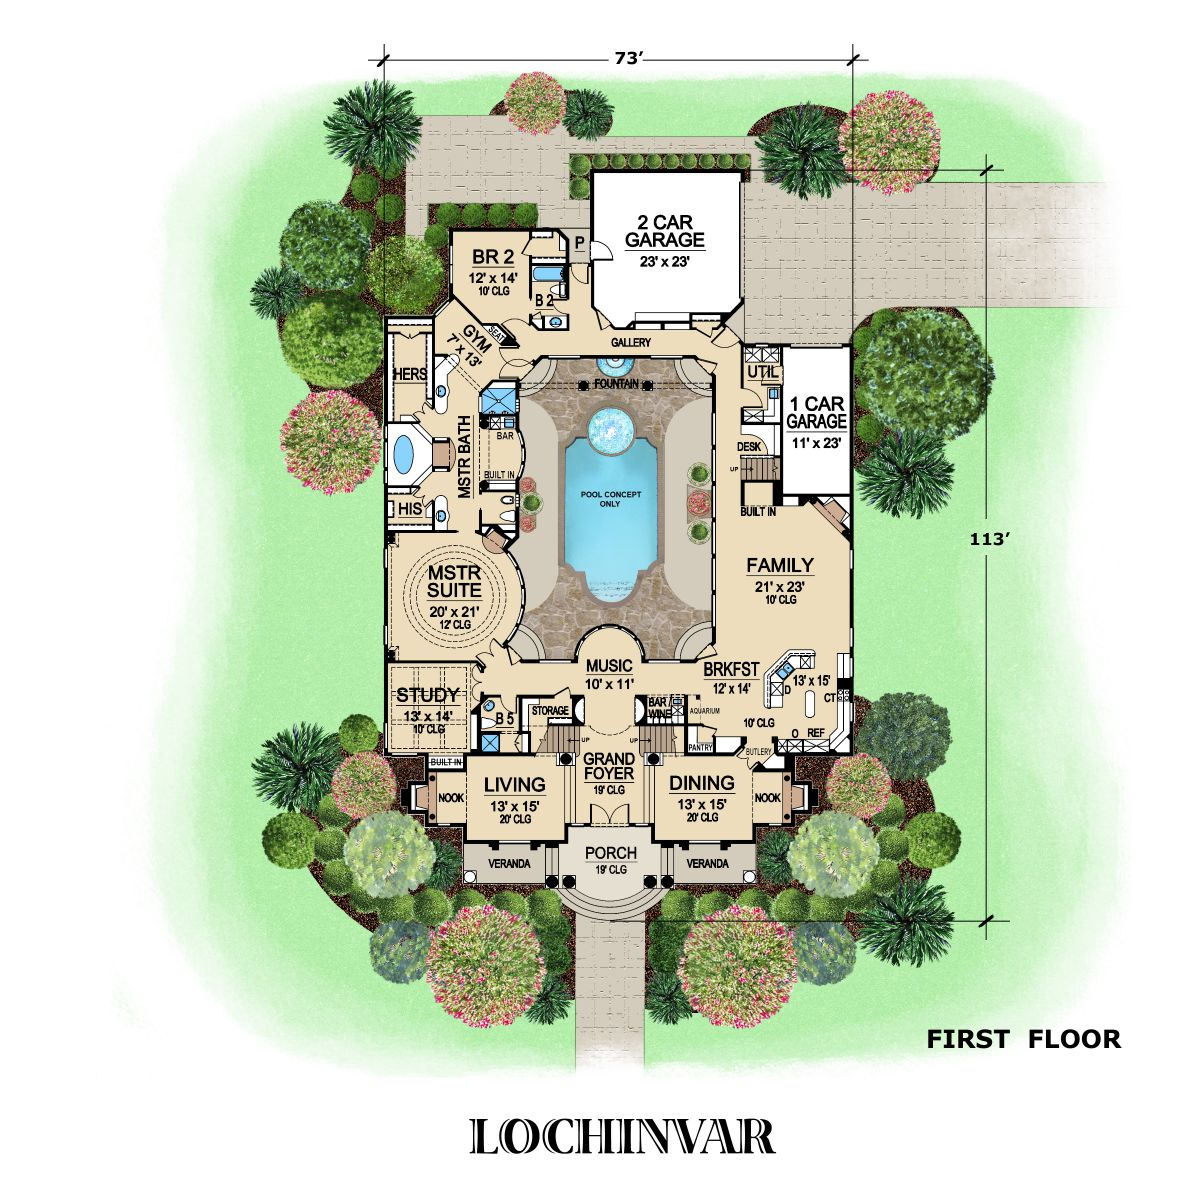 73’
2 CAR
GARAGE
23' x 23'
P
BR 2
12' x 14'
10' CLG
B 2
SEAT
GYM
7' x 13'
GALLERY
HERS
FOUNTAIN
UTIL
1 CAR
GARAGE
11' x 23'
MSTR BATH
BAR
BUILT IN
DESK
UP
POOL CONCEPT
ONLY
HIS
BUILT IN
113’
MSTR
SUITE
20' x 21'
12' CLG
FAMILY
21' x 23'
10' CLG
MUSIC
10' x 11'
BRKFST
12' x 14'
13' x 15'
D
CT
STUDY
13' x 14'
10' CLG
B 5
STORAGE
BAR /
WINE
AQUARIUM
10' CLG
O
REF
UP
UP
PANTRY
BUTLERY
BUILT IN
GRAND
FOYER
19' CLG
LIVING
13' x 15'
20' CLG
NOOK
DINING
13' x 15'
20' CLG
NOOK
VERANDA
PORCH
19' CLG
VERANDA
FIRST FLOOR
LOCHINVAR